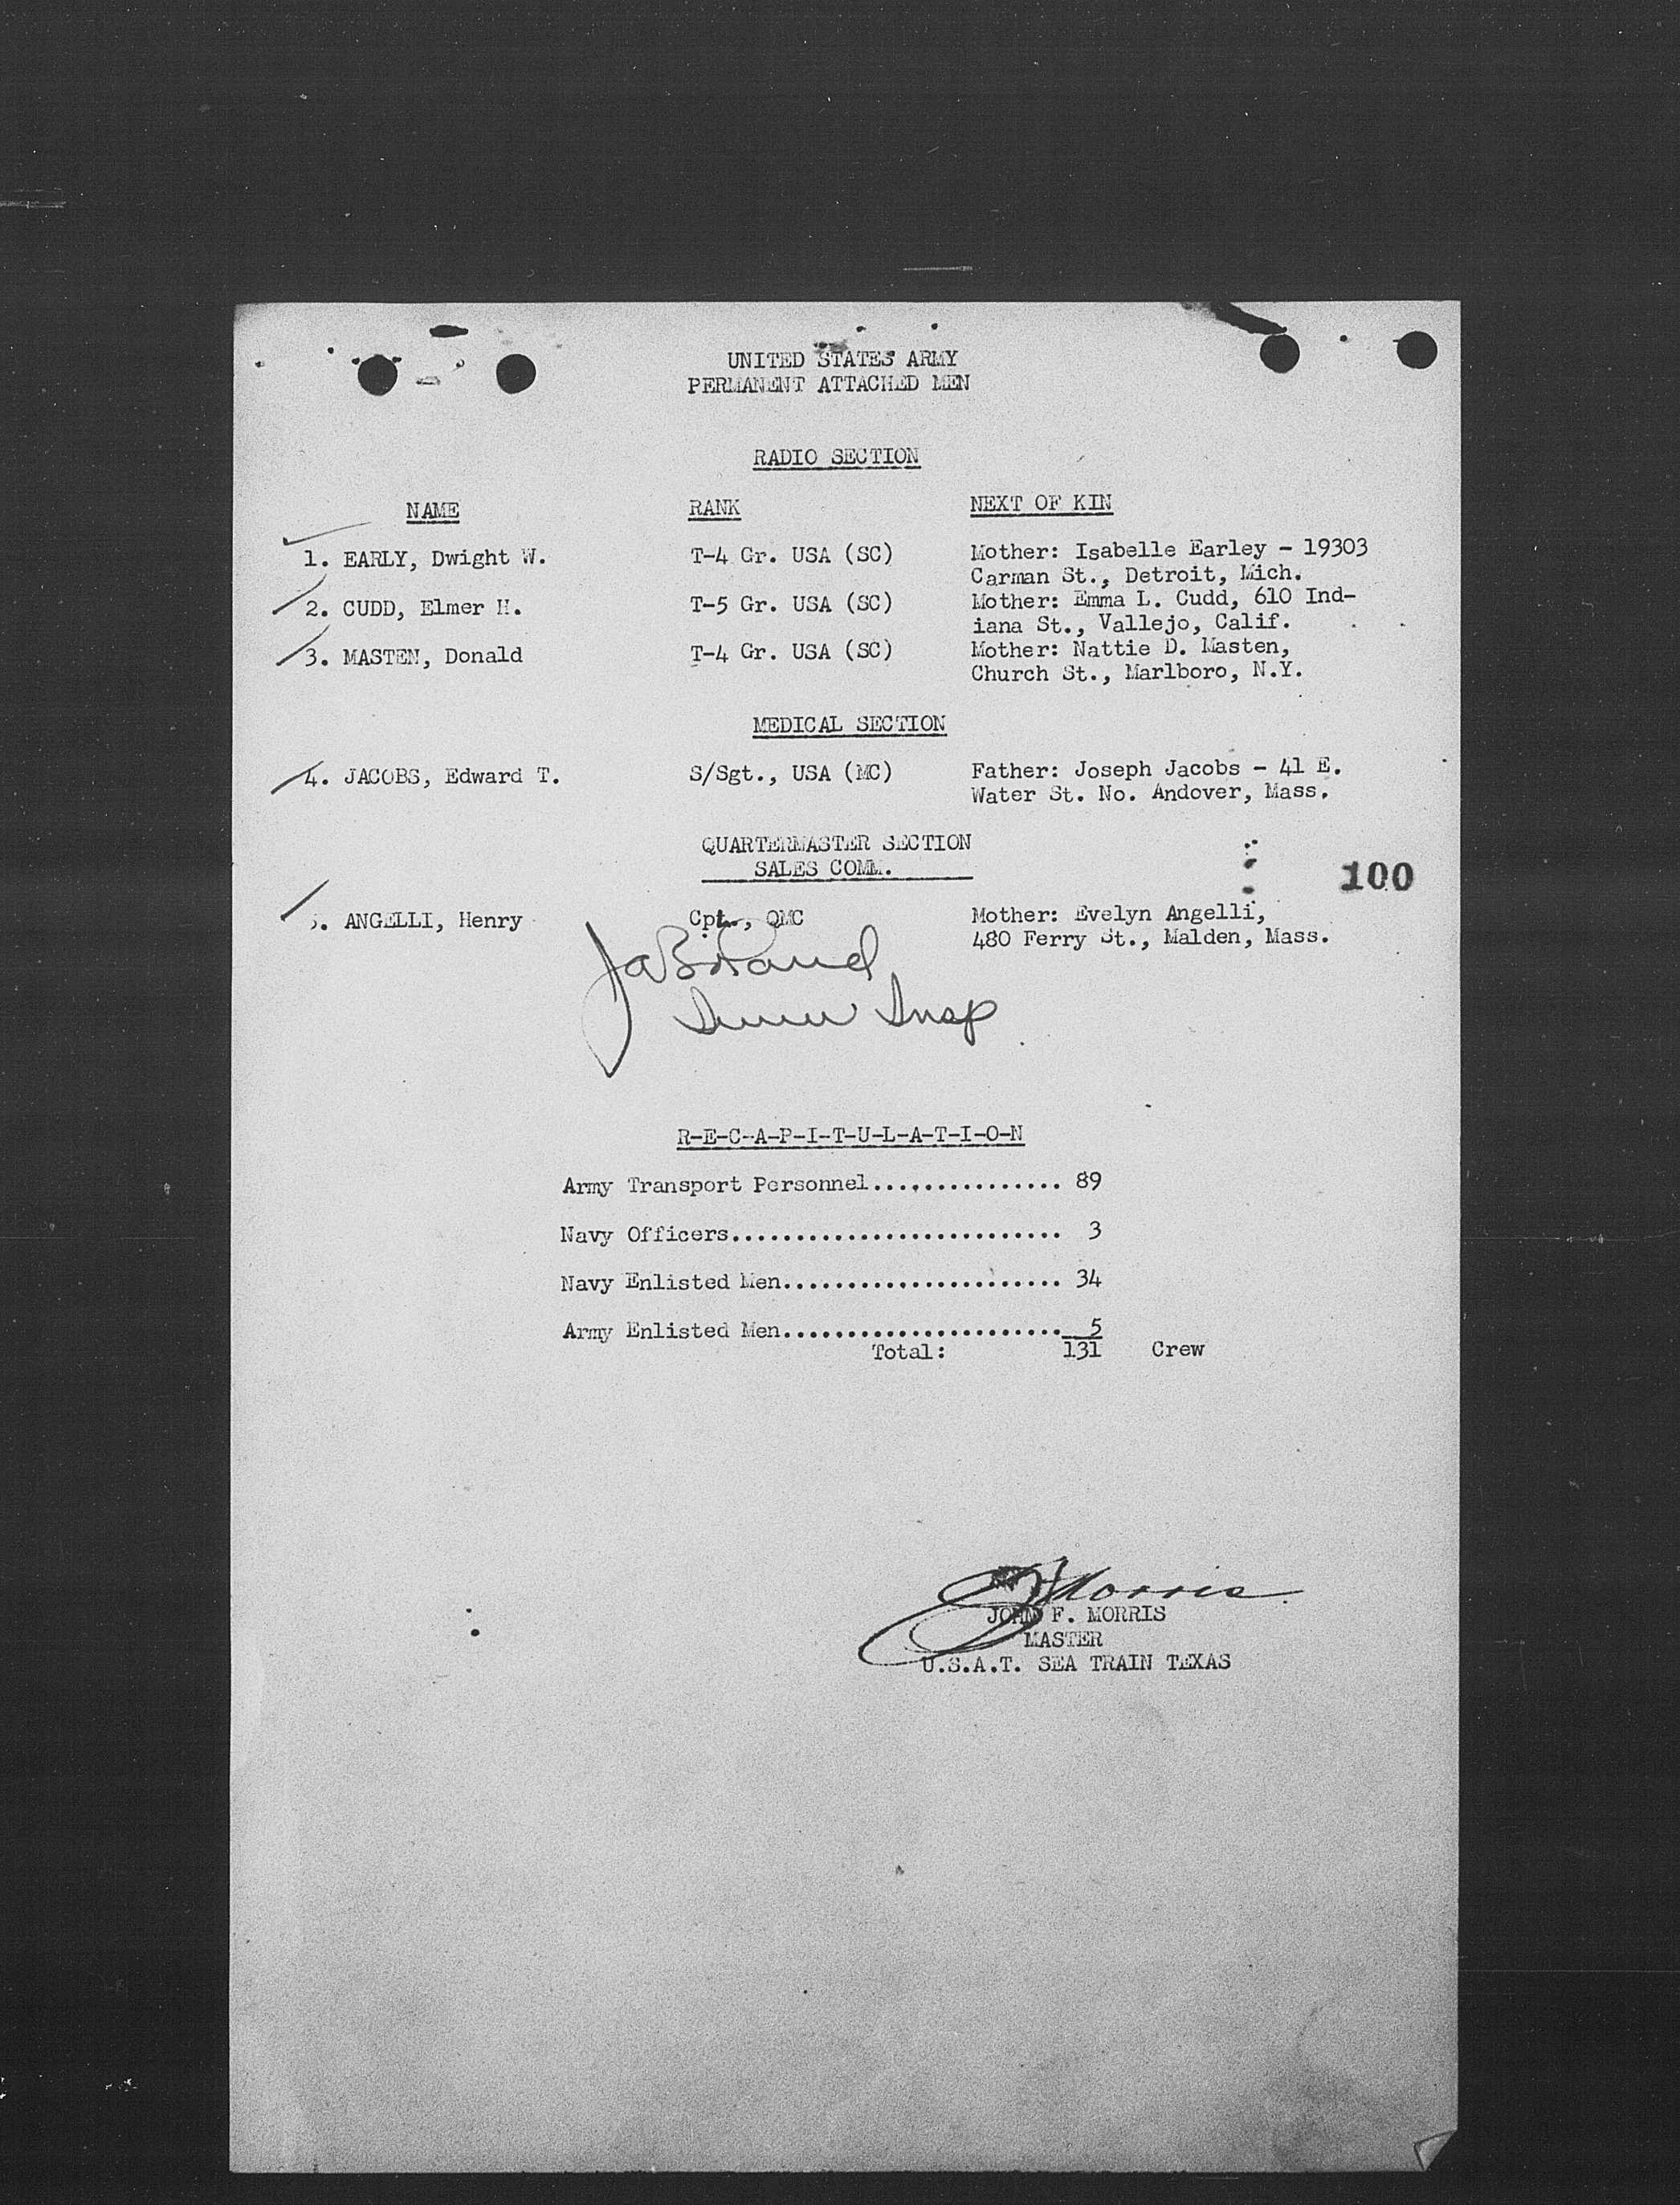 UNITED STATES ARMY
PERMANENT ATTACHED MEN
RADIO SECTION
NAME RANK NEXT OF KIN
1. EARLY, Dwight W. T-4 Gr. USA (SC) Mother: Isabelle Earley - 19303
Carman St., Detroit, Mich.
2. CUDD, Elmer H. T-5 Gr. USA (SC) Mother: Emma L. Cudd, 610 Ind-
iana St., Vallejo, Calif.
3. MASTEN, Donald T-4 Gr. USA (SC) Mother: Nattie D. Masten,
Church St., Marlboro, N.Y.
MEDICAL SECTION
4. JACOBS, Edward T. S/Sgt., USA (MC) Father: Joseph Jacobs - 41 E.
Water St. No. Andover, Mass.
QUARTERMASTER SECTION
SALES COMM.
100
5. ANGELLI, Henry Cpl., QMC Mother: Evelyn Angelli,
480 Ferry St., Malden, Mass.
Insp
R-E-C-A-P-I-T-U-L-A-T-I-O-N
Army Transport Personnel............... 89
Navy Officers.......................... 3
Navy Enlisted Men...................... 34
Army Enlisted Men...................... 5
Total: 131 Crew
Morris
JOHN F. MORRIS
MASTER
U.S.A.T. SEA TRAIN TEXAS